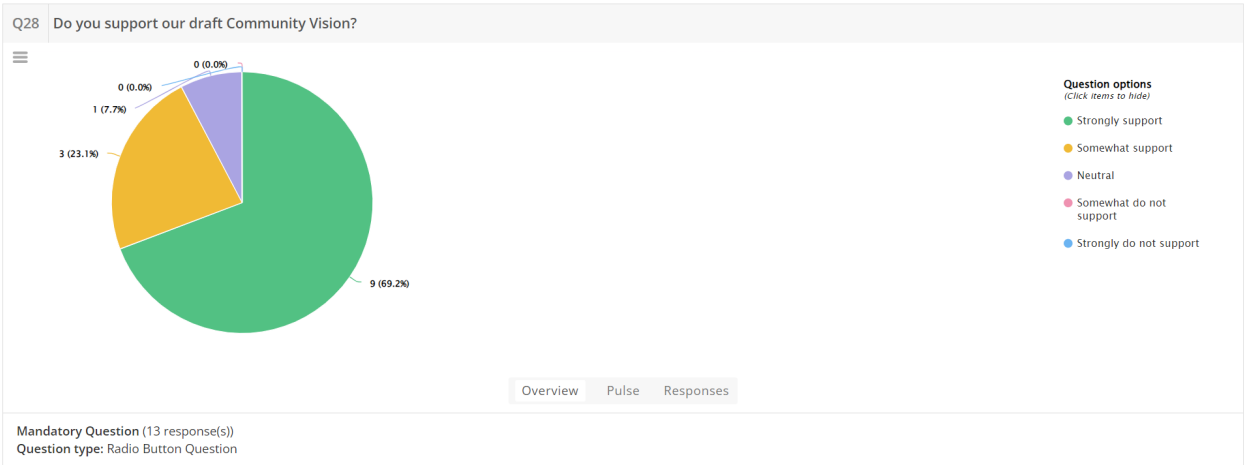 Q28 Do you support our draft Community Vision?
0 (0.0%)
0 (0.0%)
1 (7.7%)
3 (23.1%)
9 (69.2%)
Question options
(Click items to hide)
Strongly support
Somewhat support
Neutral
Somewhat do not
support
Strongly do not support
Overview Pulse Responses
Mandatory Question (13 response(s))
Question type: Radio Button Question